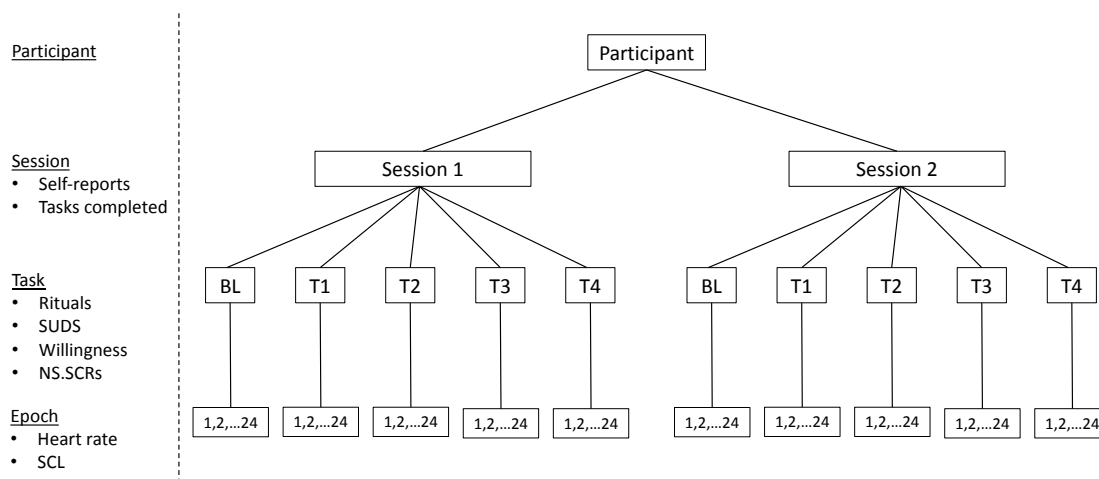 Participant
Participant
Session
• Self-reports
• Tasks completed
Session 1
Session 2
Task
• Rituals
• SUDS
• Willingness
• NS.SCRs
BL
T1
T2
T3
T4
BL
T1
T2
T3
T4
Epoch
• Heart rate
• SCL
1,2,...24
1,2,...24
1,2,...24
1,2,...24
1,2,...24
1,2,...24
1,2,...24
1,2,...24
1,2,...24
1,2,...24